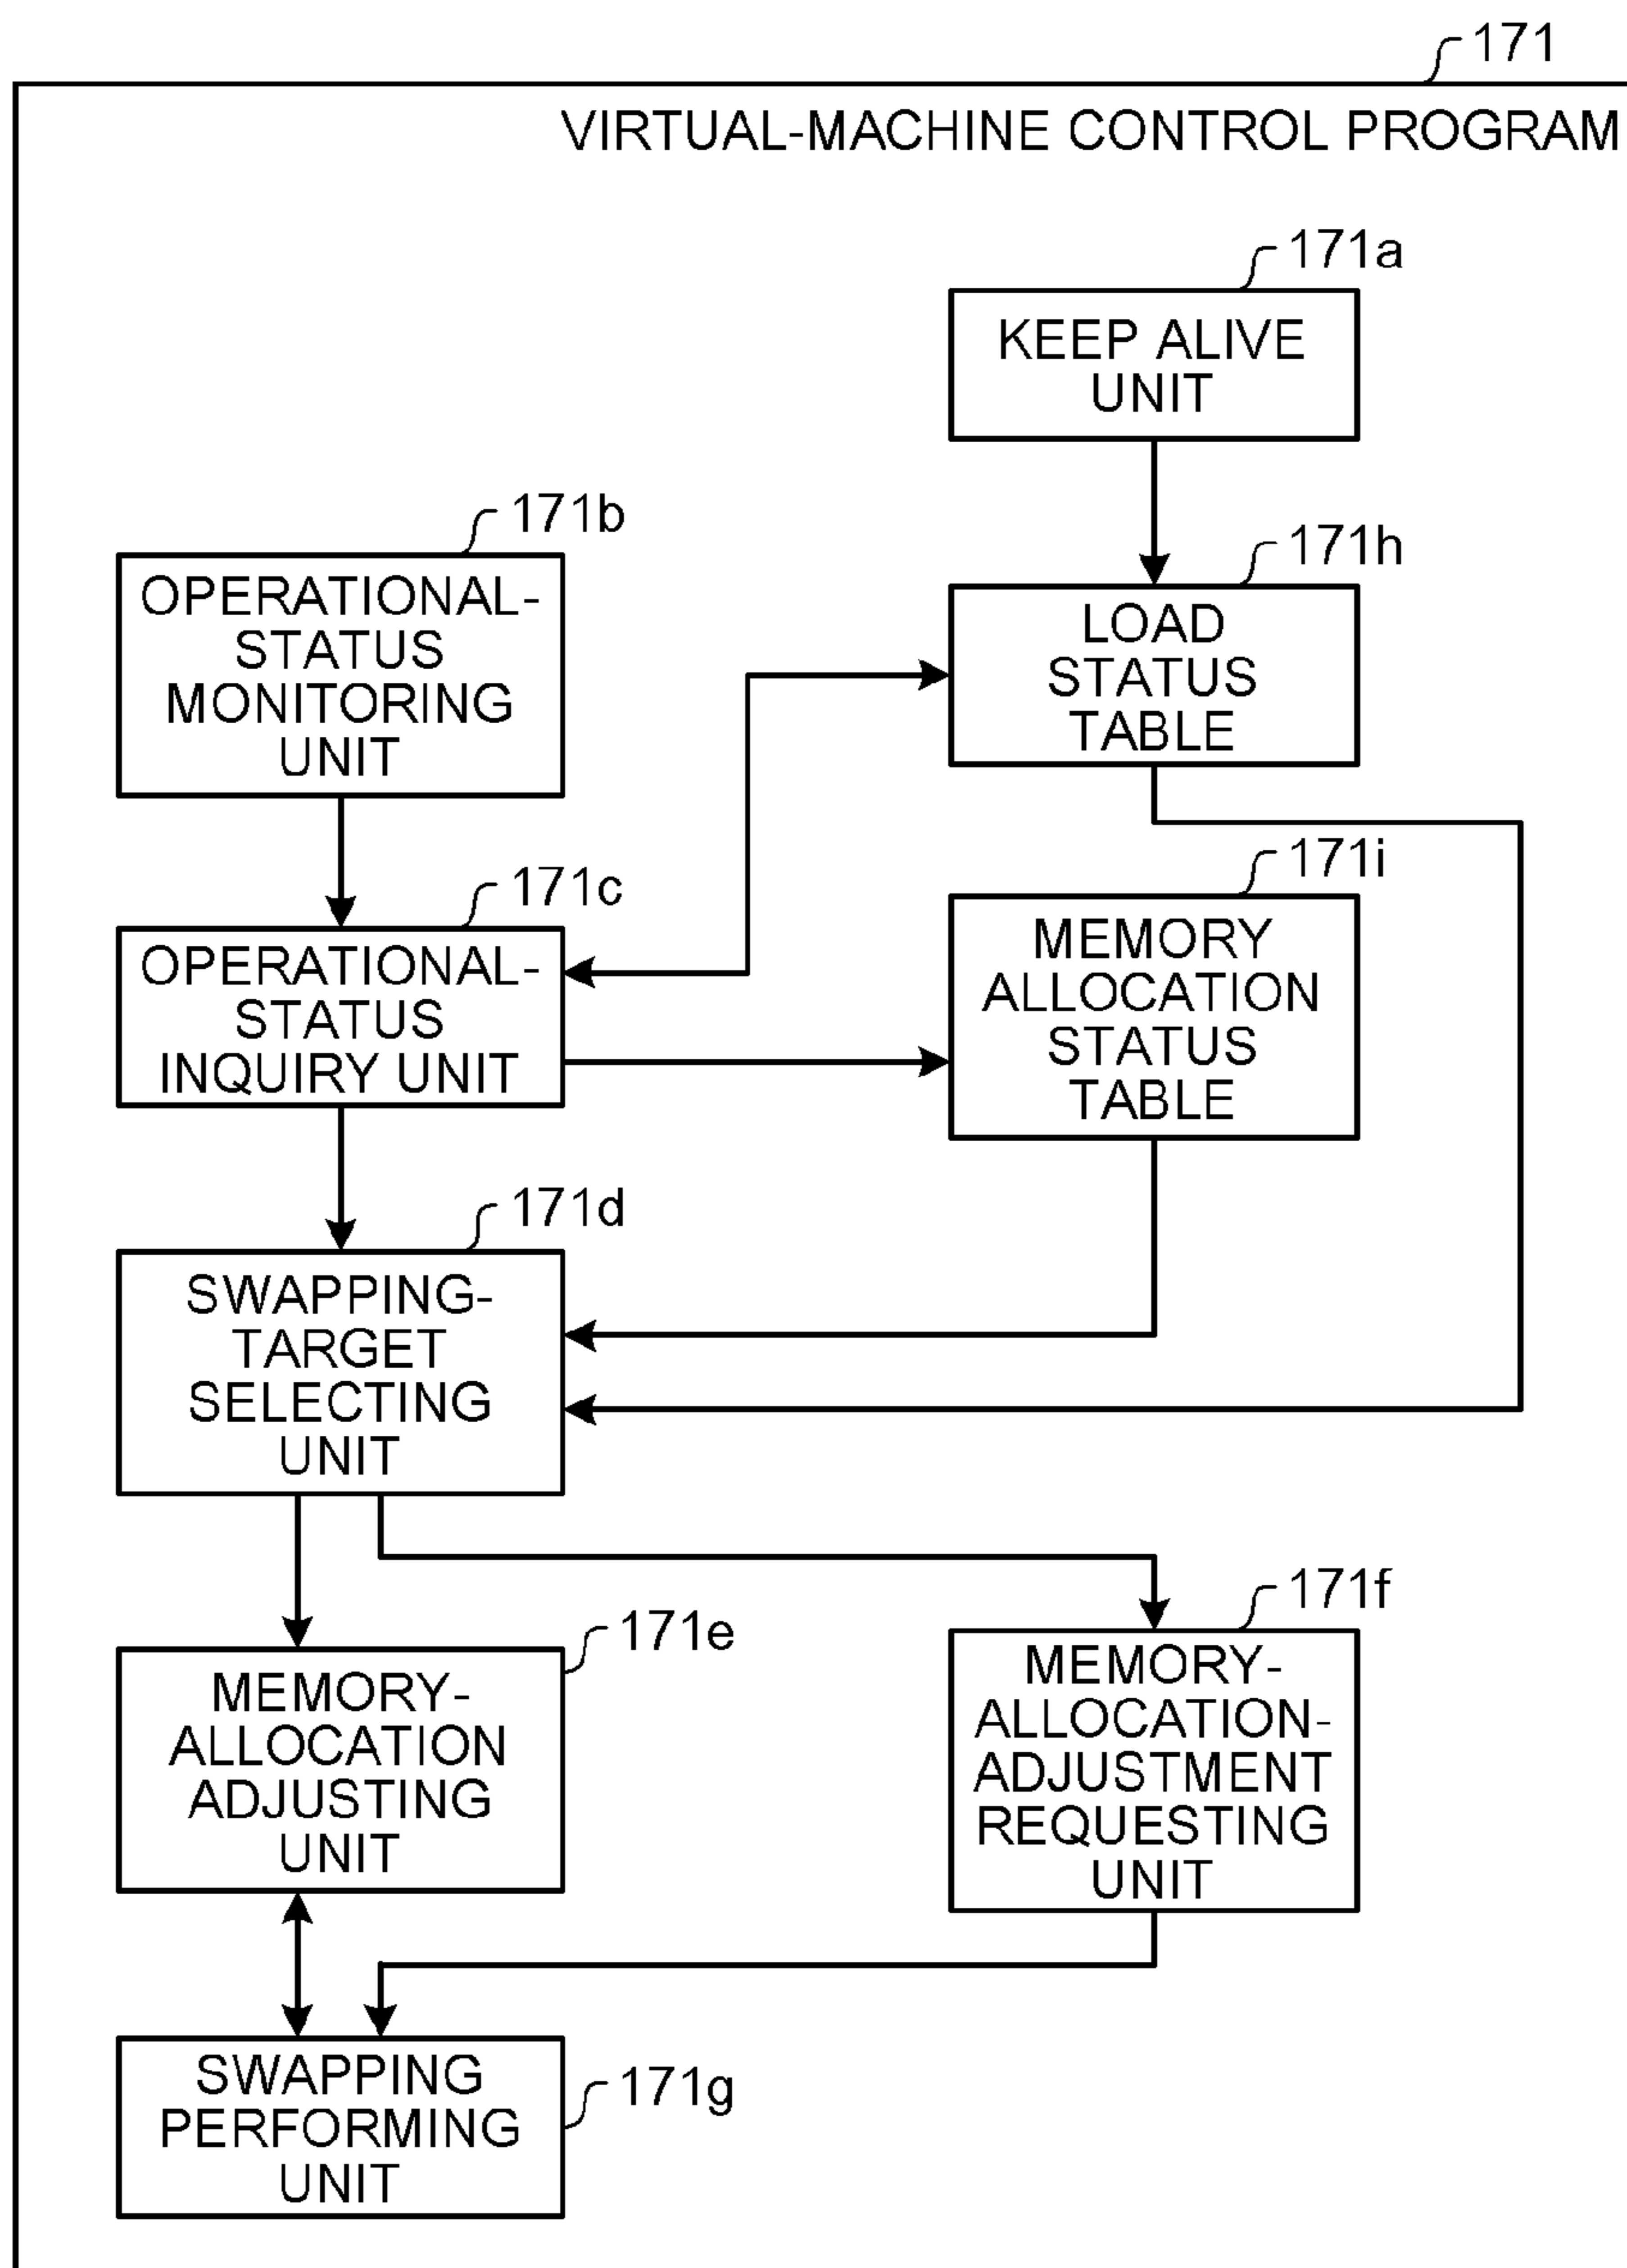 171
VIRTUAL-MACHINE CONTROL PROGRAM
171a
KEEP ALIVE
UNIT
171b
OPERATIONAL-
STATUS
MONITORING
UNIT
171h
LOAD
STATUS
TABLE
171c
OPERATIONAL-
STATUS
INQUIRY UNIT
171i
MEMORY
ALLOCATION
STATUS
TABLE
171d
SWAPPING-
TARGET
SELECTING
UNIT
171e
MEMORY-
ALLOCATION
ADJUSTING
UNIT
171f
MEMORY-
ALLOCATION-
ADJUSTMENT
REQUESTING
UNIT
171g
SWAPPING
PERFORMING
UNIT